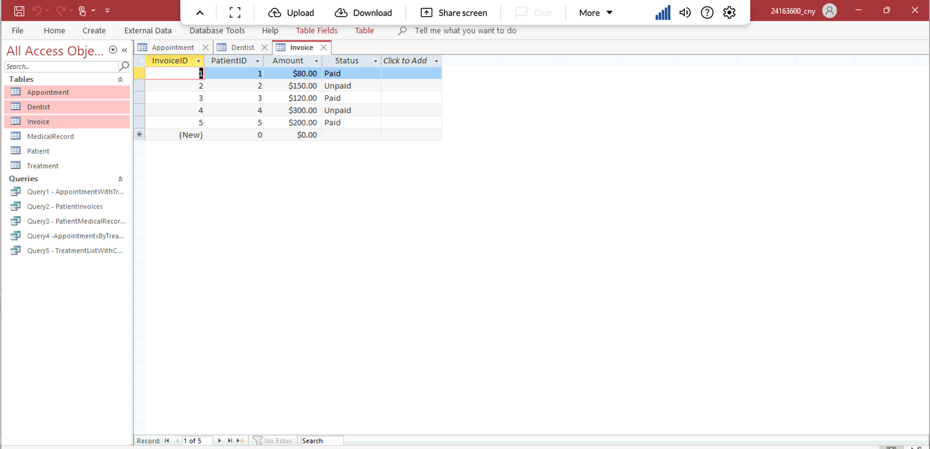 Upload Download Share screen Chat More 24163600_cny
File Home Create External Data Database Tools Help Table Fields Table Tell me what you want to do
All Access Obje...
Search...
Tables
Appointment
Dentist
Invoice
MedicalRecord
Patient
Treatment
Queries
Query1 - AppointmentWithTr...
Query2 - PatientInvoices
Query3 - PatientMedicalRecor...
Query4 -AppointmentsByTrea...
Query5 - TreatmentListWithC...
Appointment Dentist Invoice
InvoiceID PatientID Amount Status Click to Add
1 1 $80.00 Paid
2 2 $150.00 Unpaid
3 3 $120.00 Paid
4 4 $300.00 Unpaid
5 5 $200.00 Paid
(New) 0 $0.00
Record: 1 of 5 No Filter Search